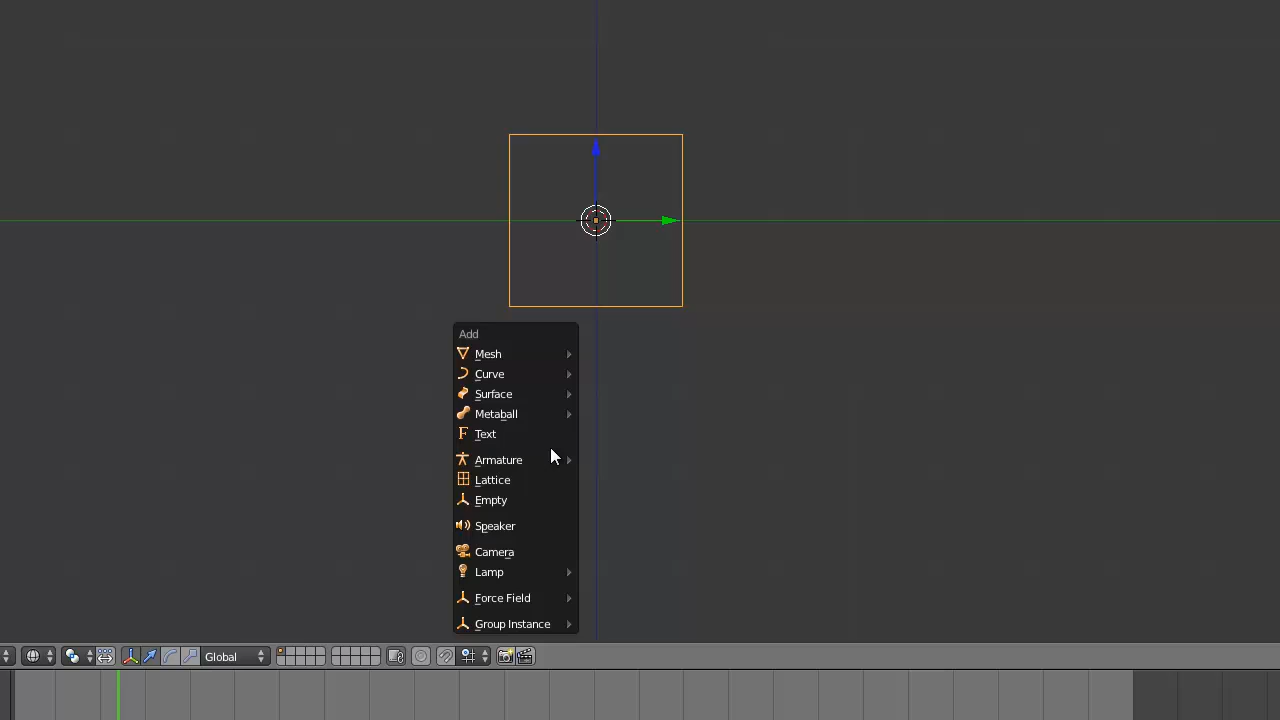 Add
Mesh
Curve
Surface
Metaball
Text
Armature
Lattice
Empty
Speaker
Camera
Lamp
Force Field
Group Instance
Global